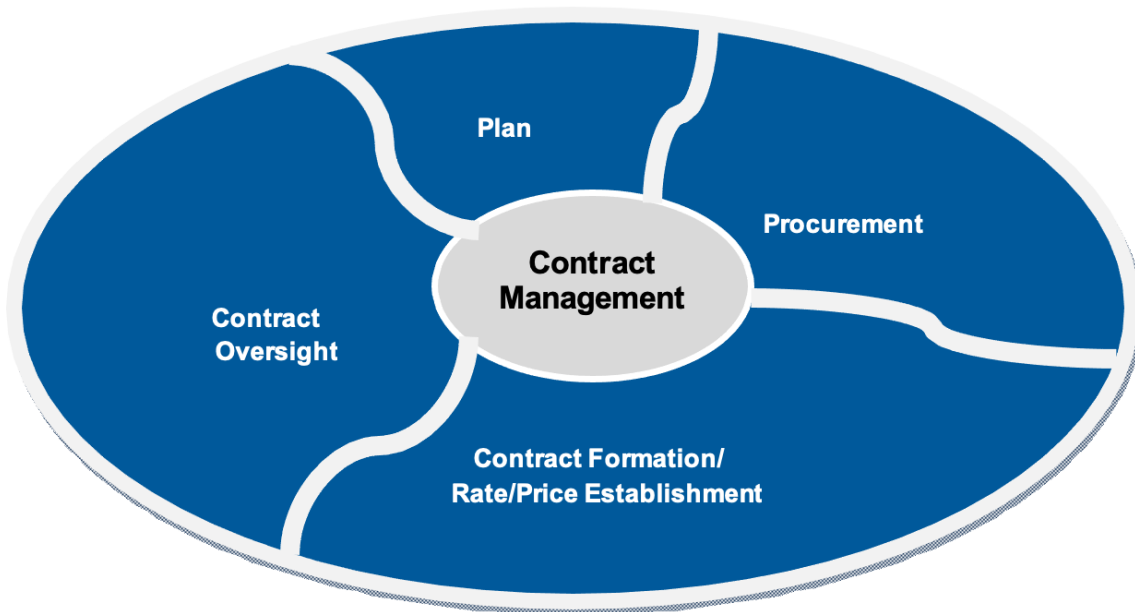 Plan
Procurement
Contract
Management
Contract
Oversight
Contract Formation/
Rate/Price Establishment